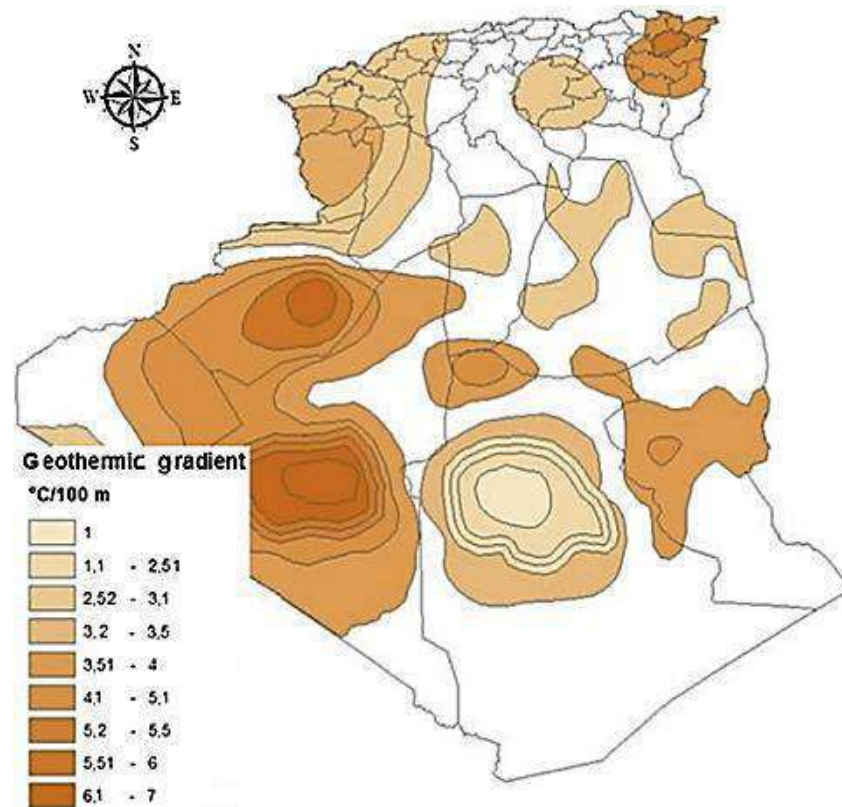 N
W E
S
Geothermic gradient
°C/100 m
1
1,1 - 2,51
2,52 - 3,1
3,2 - 3,5
3,51 - 4
4,1 - 5,1
5,2 - 5,5
5,51 - 6
6,1 - 7